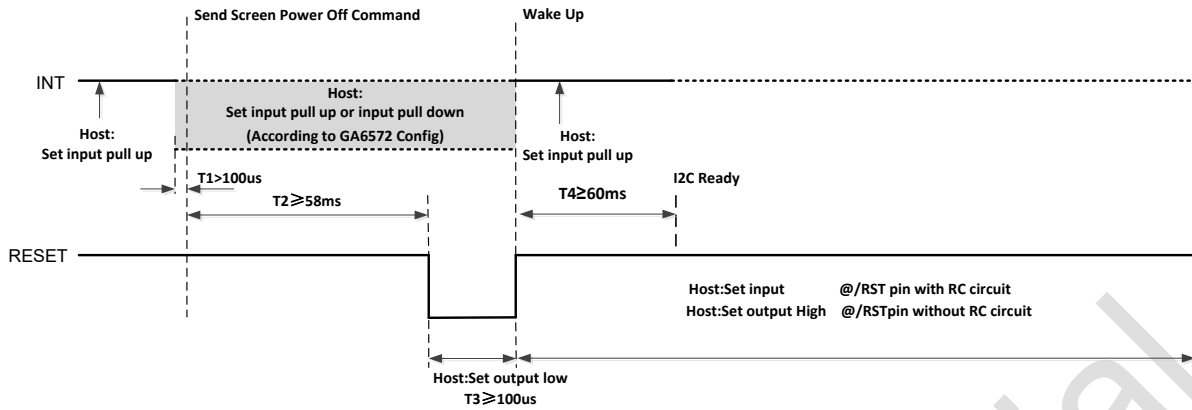 Send Screen Power Off Command
Wake Up
INT
Host:
Set input pull up or input pull down
(According to GA6572 Config)
Host:
Set input pull up
Host:
Set input pull up
T1>100us
T2≥58ms
T4≥60ms
I2C Ready
RESET
Host:Set input @/RST pin with RC circuit
Host:Set output High @/RSTpin without RC circuit
Host:Set output low
T3≥100us